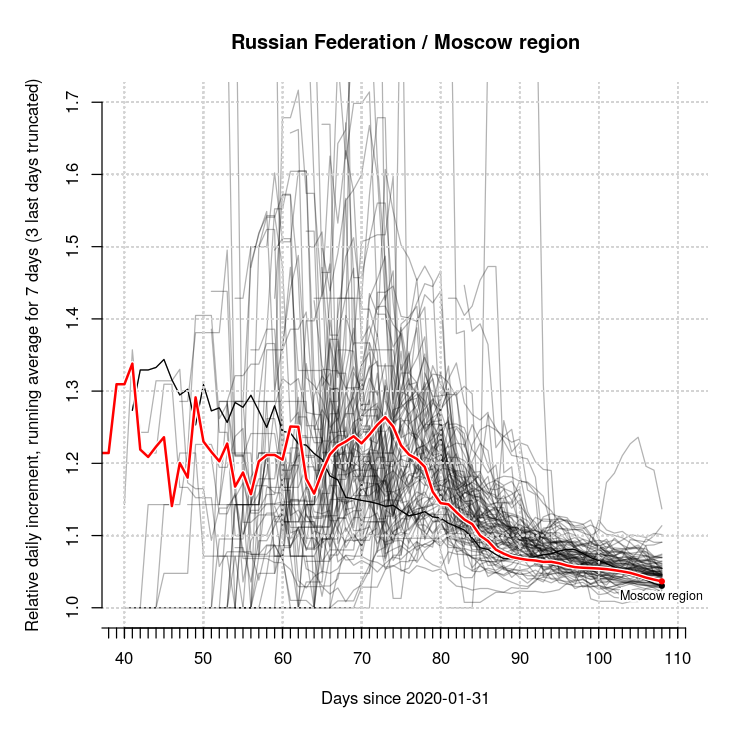 Russian Federation / Moscow region
Relative daily increment, running average for 7 days (3 last days truncated)
1.7
1.6
1.5
1.4
1.3
1.2
1.1
1.0
Moscow region
40 50 60 70 80 90 100 110
Days since 2020-01-31